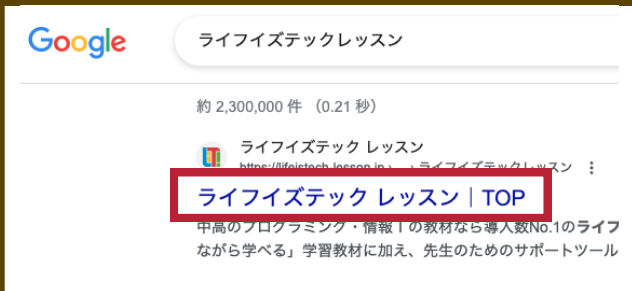 Google
ライフイズテックレッスン
約 2,300,000 件 （0.21 秒）
ライフイズテック レッスン
https://lifeistech-lesson.jp › ... › ライフイズテックレッスン
ライフイズテック レッスン｜TOP
中高のプログラミング・情報Ⅰの教材なら導入数No.1のライフ
ながら学べる」学習教材に加え、先生のためのサポートツール